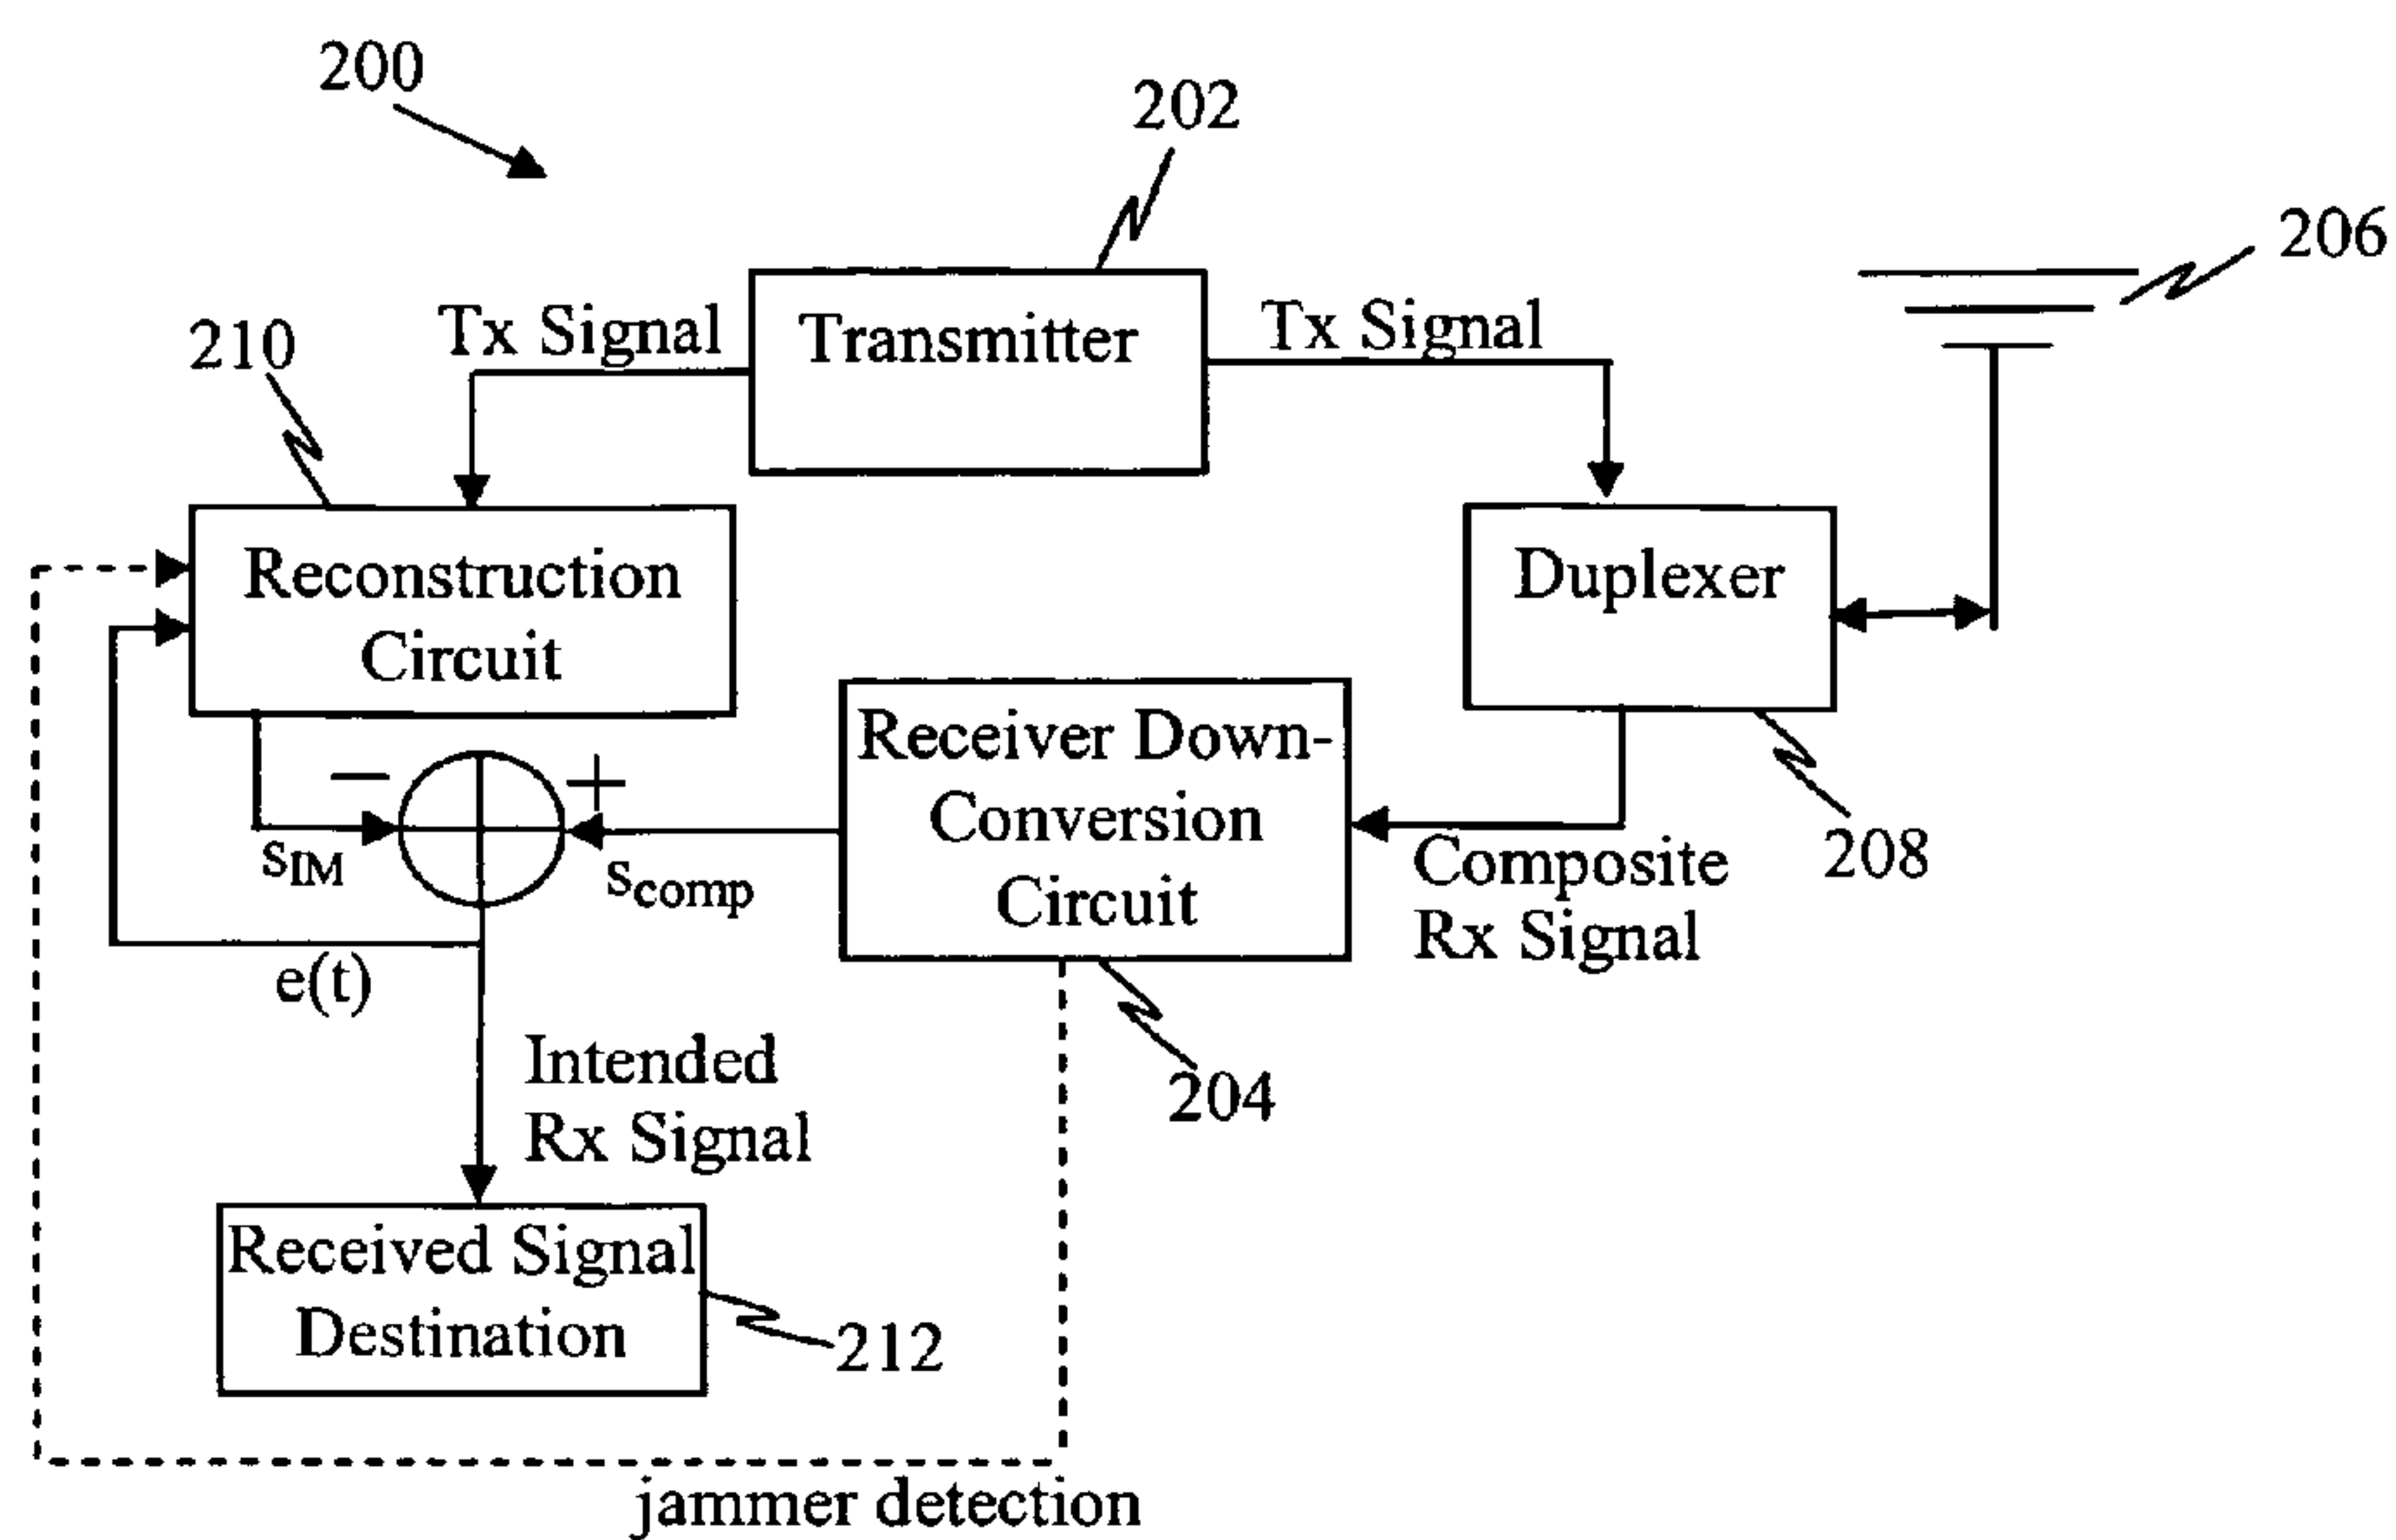 200
202
206
210
Tx Signal
Transmitter
Tx Signal
Reconstruction
Circuit
Duplexer
Receiver Down-
Conversion
Circuit
−
+
sIM
scomp
Composite
Rx Signal
208
e(t)
Intended
Rx Signal
204
Received Signal
Destination
212
jammer detection